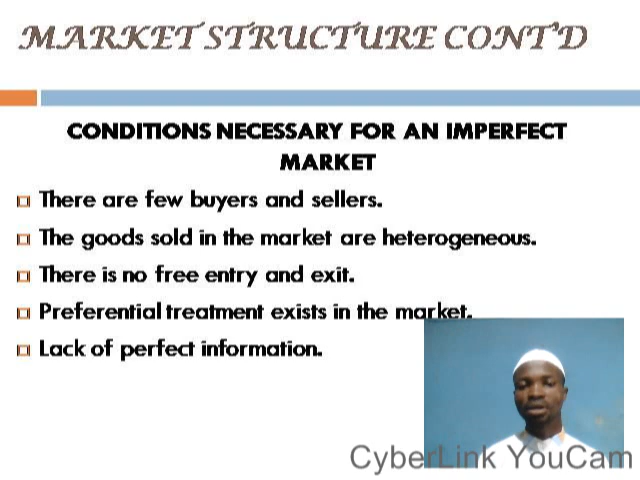 MARKET STRUCTURE CONT'D
CONDITIONS NECESSARY FOR AN IMPERFECT
MARKET
There are few buyers and sellers.
The goods sold in the market are heterogeneous.
There is no free entry and exit.
Preferential treatment exists in the market.
Lack of perfect information.
CyberLink YouCam